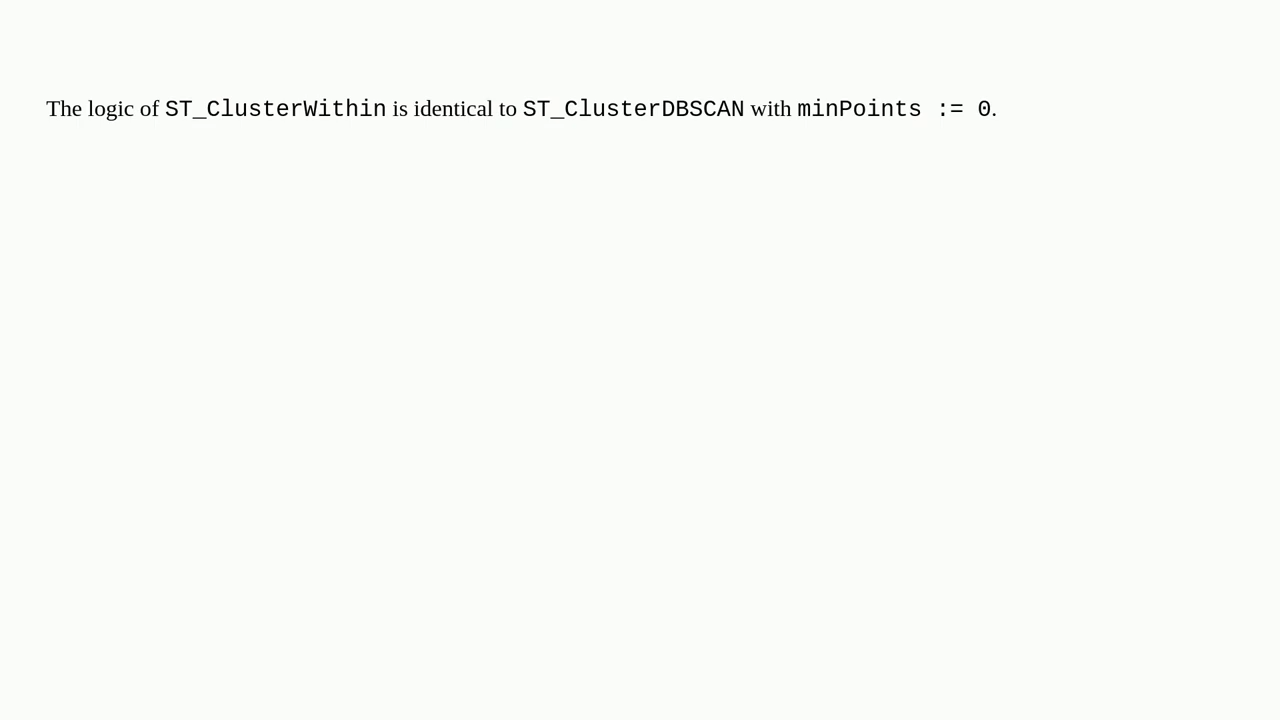 The logic of ST_ClusterWithin is identical to ST_ClusterDBSCAN with minPoints := 0.